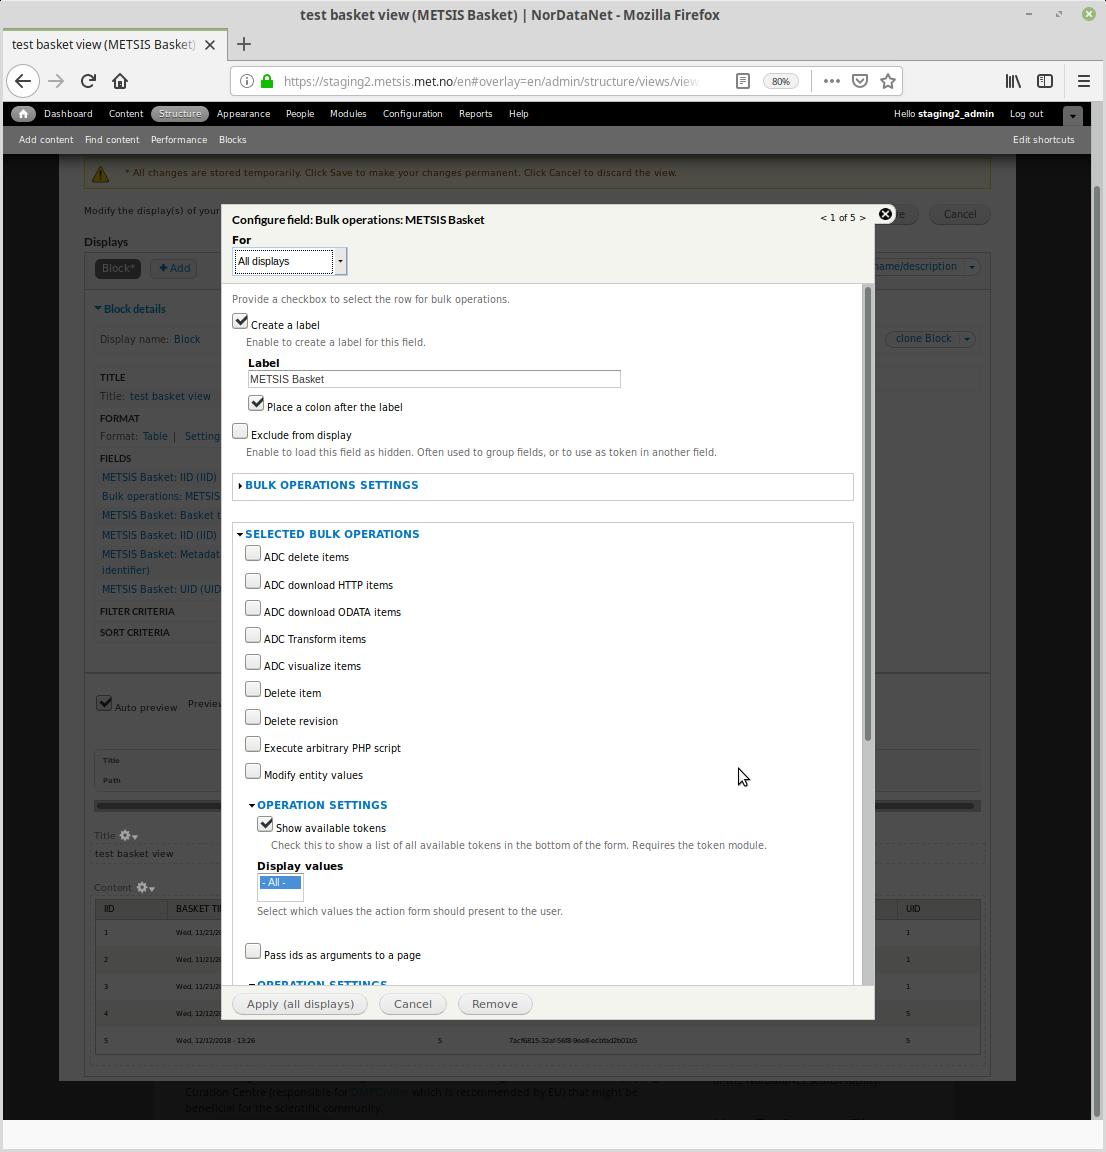 test basket view (METSIS Basket) | NorDataNet - Mozilla Firefox
test basket view (METSIS Basket)
https://staging2.metsis.met.no/en#overlay=en/admin/structure/views/view
80%
Dashboard Content Structure Appearance People Modules Configuration Reports Help Hello staging2_admin Log out
Add content Find content Performance Blocks Edit shortcuts
* All changes are stored temporarily. Click Save to make your changes permanent. Click Cancel to discard the view.
Modify the display(s) of your
Cancel
Displays
Block* Add name/description
Block details
Display name: Block
clone Block
TITLE
Title: test basket view
FORMAT
Format: Table | Setting
FIELDS
METSIS Basket: IID (IID)
Bulk operations: METSIS
METSIS Basket: Basket t
METSIS Basket: IID (IID)
METSIS Basket: Metadat
identifier)
METSIS Basket: UID (UID
FILTER CRITERIA
SORT CRITERIA
Auto preview Preview
Title
Path
Title
test basket view
Content
IID BASKET TI UID
1 Wed, 11/21/20 1
2 Wed, 11/21/20 1
3 Wed, 11/21/20 1
4 Wed, 12/12/20 5
5 Wed, 12/12/2018 - 13:26 5 7acf6815-32af-56f8-9ee8-ecbfad2b01b5 5
Curation Centre (responsible for DMPOnline which is recommended by EU) that might be
beneficial for the scientific community.
Configure field: Bulk operations: METSIS Basket
< 1 of 5 >
For
All displays
Provide a checkbox to select the row for bulk operations.
Create a label
Enable to create a label for this field.
Label
METSIS Basket
Place a colon after the label
Exclude from display
Enable to load this field as hidden. Often used to group fields, or to use as token in another field.
BULK OPERATIONS SETTINGS
SELECTED BULK OPERATIONS
ADC delete items
ADC download HTTP items
ADC download ODATA items
ADC Transform items
ADC visualize items
Delete item
Delete revision
Execute arbitrary PHP script
Modify entity values
OPERATION SETTINGS
Show available tokens
Check this to show a list of all available tokens in the bottom of the form. Requires the token module.
Display values
- All -
Select which values the action form should present to the user.
Pass ids as arguments to a page
OPERATION SETTINGS
Apply (all displays) Cancel Remove